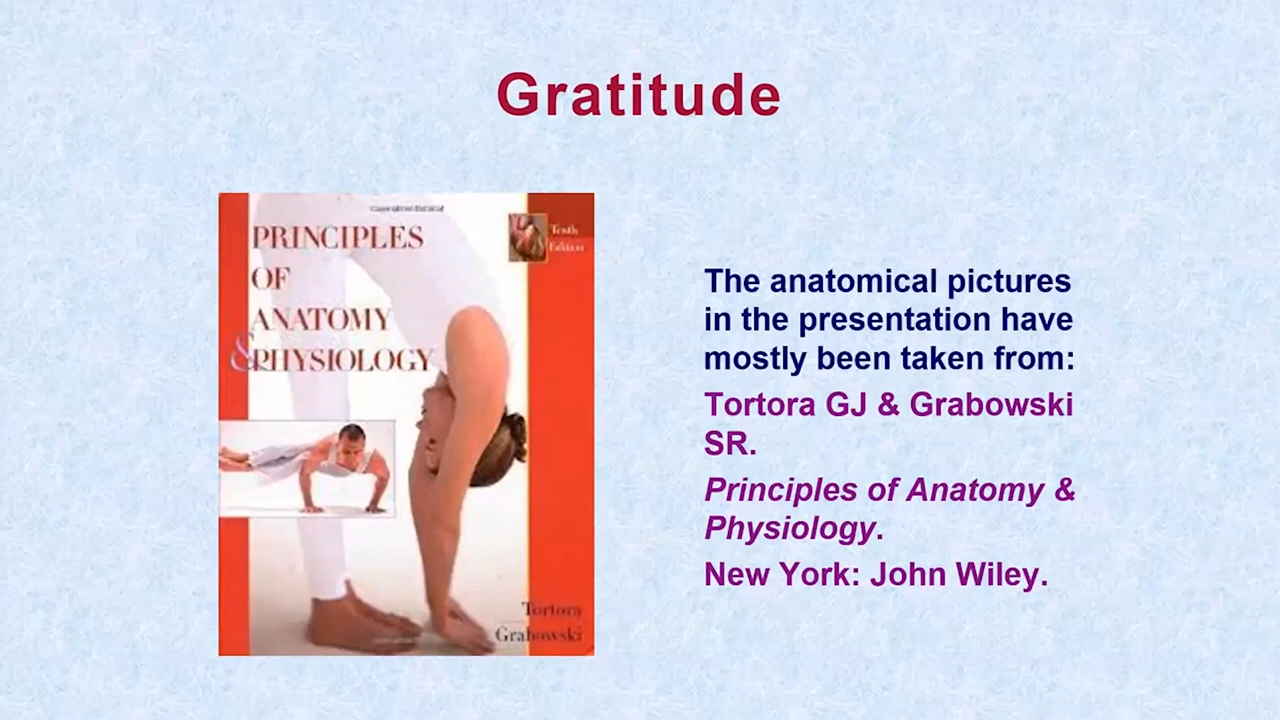 Gratitude
PRINCIPLES
OF
ANATOMY
& PHYSIOLOGY
Tenth
Edition
Tortora
Grabowski
The anatomical pictures
in the presentation have
mostly been taken from:
Tortora GJ & Grabowski
SR.
Principles of Anatomy &
Physiology.
New York: John Wiley.